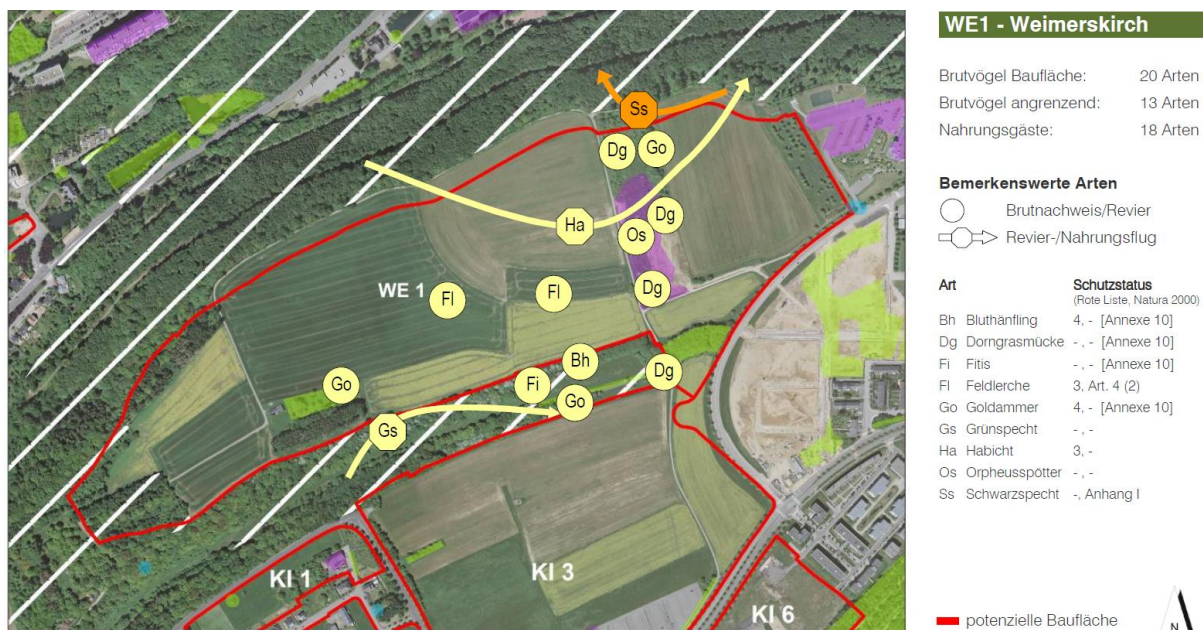 WE1 - Weimerskirch
Brutvögel Baufläche: 20 Arten
Brutvögel angrenzend: 13 Arten
Nahrungsgäste: 18 Arten
Bemerkenswerte Arten
Brutnachweis/Revier
Revier-/Nahrungsflug
Art Schutzstatus
(Rote Liste, Natura 2000)
Bh Bluthänfling 4, - [Annexe 10]
Dg Dorngrasmücke -, - [Annexe 10]
Fi Fitis -, - [Annexe 10]
Fl Feldlerche 3, Art. 4 (2)
Go Goldammer 4, - [Annexe 10]
Gs Grünspecht -, -
Ha Habicht 3, -
Os Orpheusspötter -, -
Ss Schwarzspecht -, Anhang I
potenzielle Baufläche
N
Ss
Dg Go
Dg
Ha
Os
WE 1
Fl
Fl
Dg
Bh
Dg
Go
Fi
Go
Gs
KI 1
KI 3
KI 6